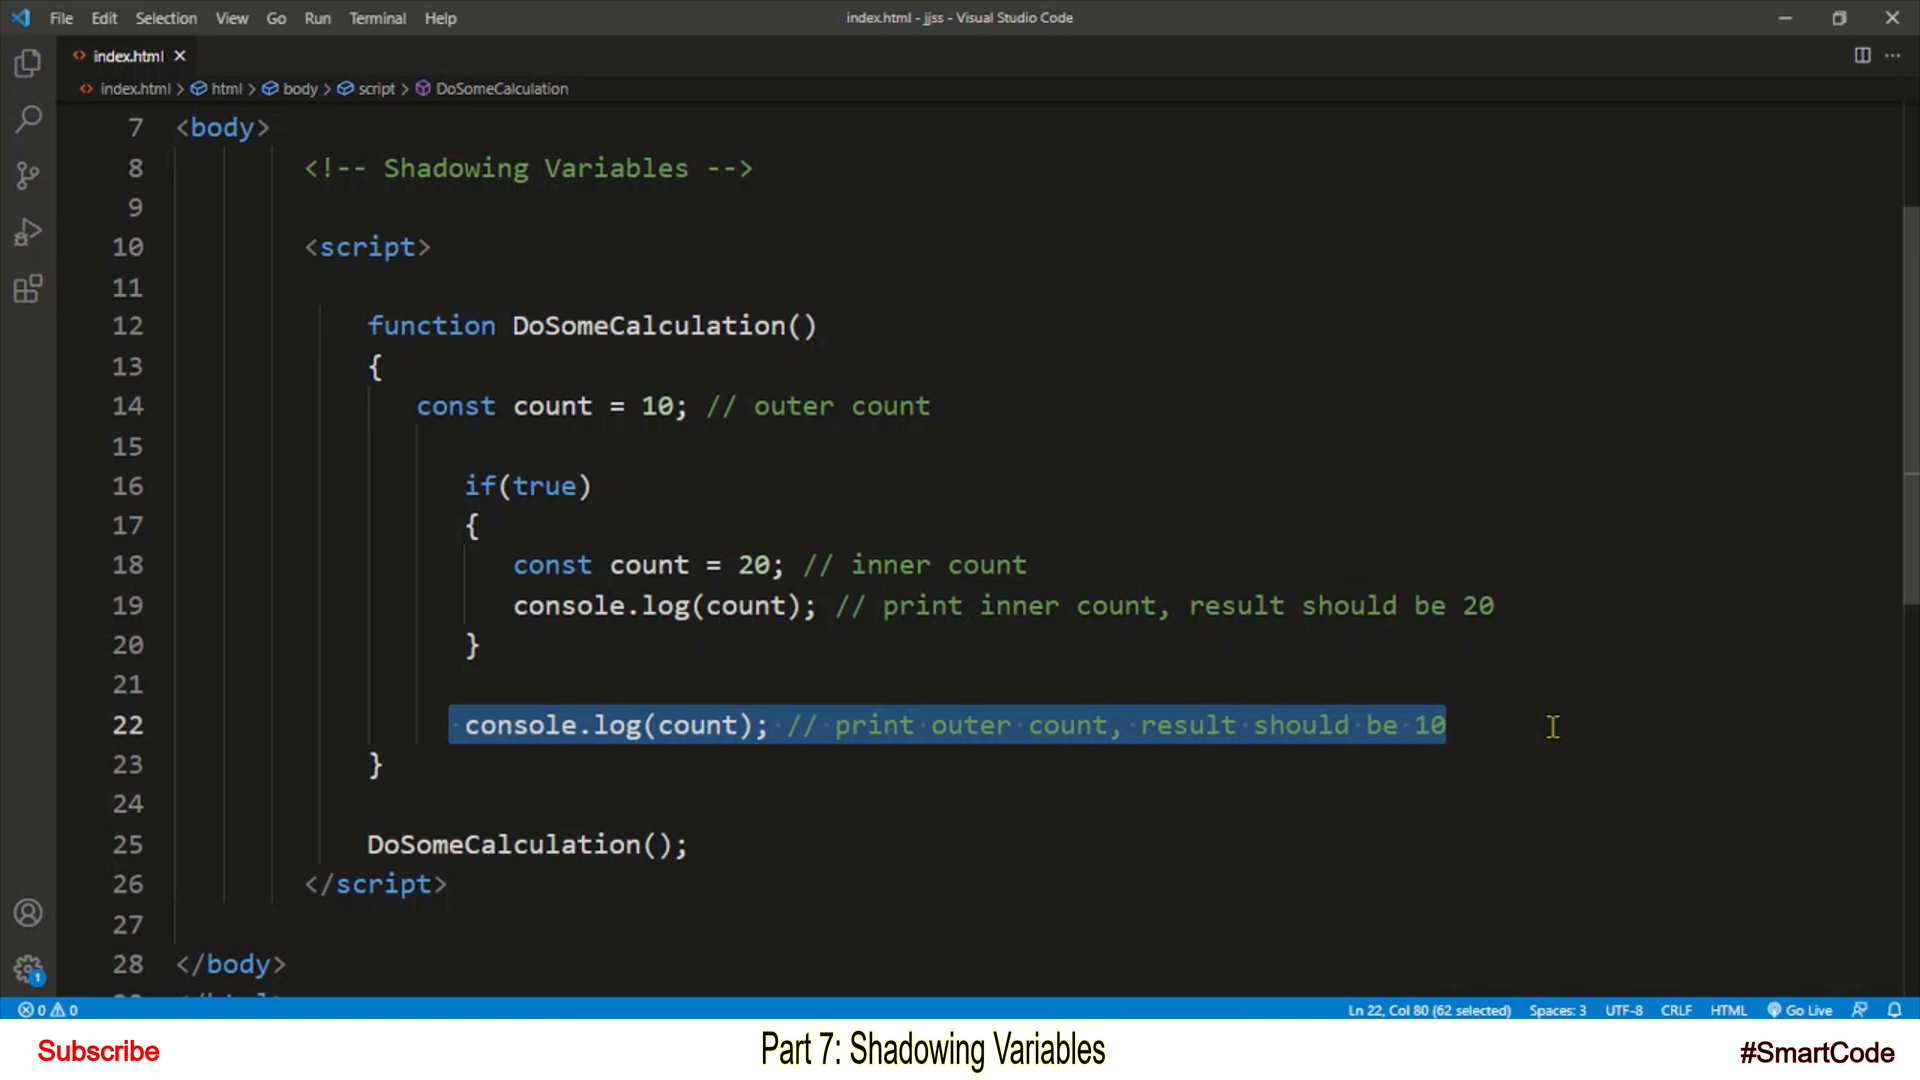 File Edit Selection View Go Run Terminal Help
index.html - jjss - Visual Studio Code
index.html
index.html > html > body > script > DoSomeCalculation
7 <body>
8 <!-- Shadowing Variables -->
9
10 <script>
11
12 function DoSomeCalculation()
13 {
14 const count = 10; // outer count
15
16 if(true)
17 {
18 const count = 20; // inner count
19 console.log(count); // print inner count, result should be 20
20 }
21
22 console.log(count); // print outer count, result should be 10
23 }
24
25 DoSomeCalculation();
26 </script>
27
28 </body>
1
0 0 Ln 22, Col 80 (62 selected) Spaces: 3 UTF-8 CRLF HTML Go Live
Subscribe
Part 7: Shadowing Variables
#SmartCode